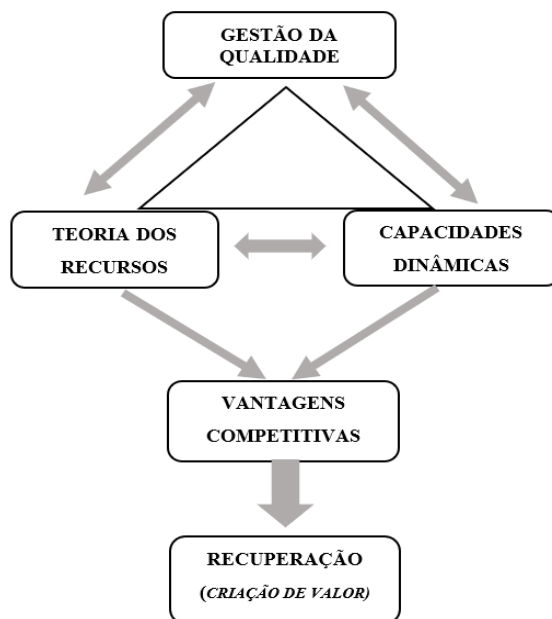 GESTÃO DA
QUALIDADE
TEORIA DOS
RECURSOS
CAPACIDADES
DINÂMICAS
VANTAGENS
COMPETITIVAS
RECUPERAÇÃO
(CRIAÇÃO DE VALOR)